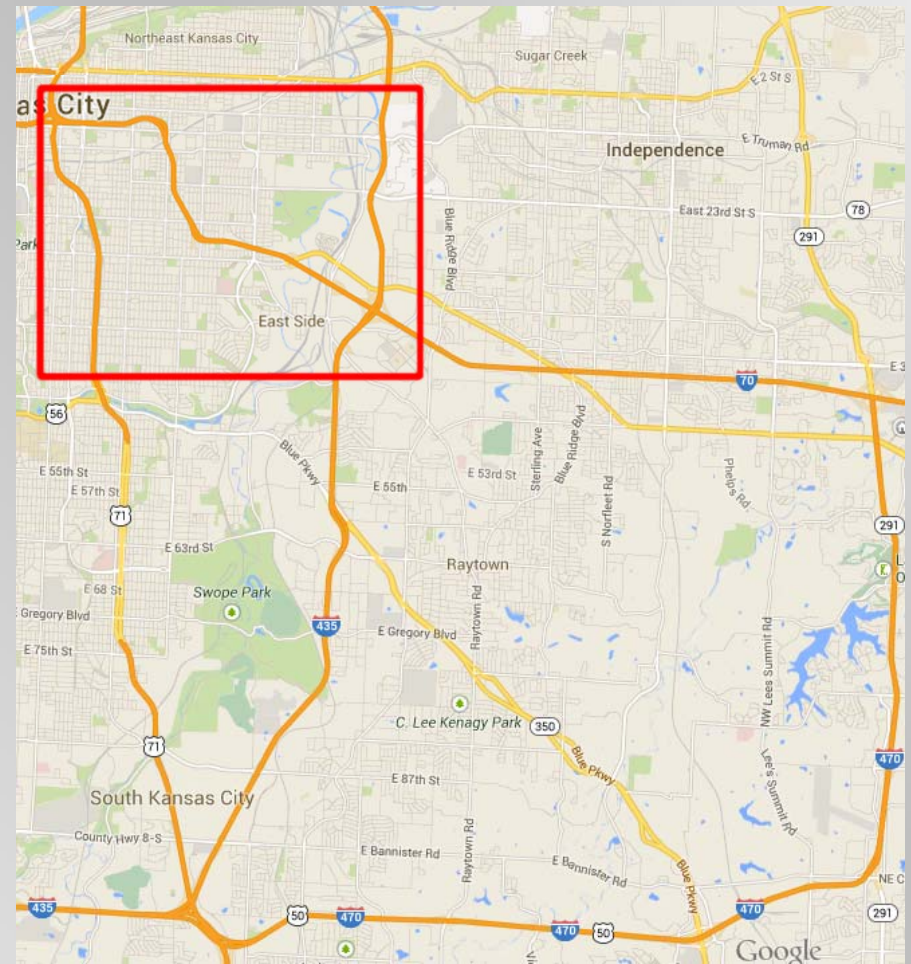 Northeast Kansas City
Sugar Creek
E 2 St S
as City
E Truman Rd
Independence
East 23rd St S
78
Blue Ridge Blvd
291
Park
East Side
E 3
70
56
Blue Pkwy
Sterling Ave
Blue Ridge Blvd
E 55th St
E 53rd St
Phelps Rd
E 57th St
E 55th
S Norfleet Rd
71
291
E 63rd St
Raytown
L
O
E 68 St
Swope Park
Gregory Blvd
435
E Gregory Blvd
Raytown Rd
E 75th St
NW Lees Summit Rd
C. Lee Kenagy Park
350
71
Blue Pkwy
470
E 87th St
Lee's Summit Rd
South Kansas City
County Hwy 8-S
Raytown Rd
E Bannister Rd
E Bannister Rd
Blue Pkwy
NE C
435
50
470
470
50
470
291
Vi
Google